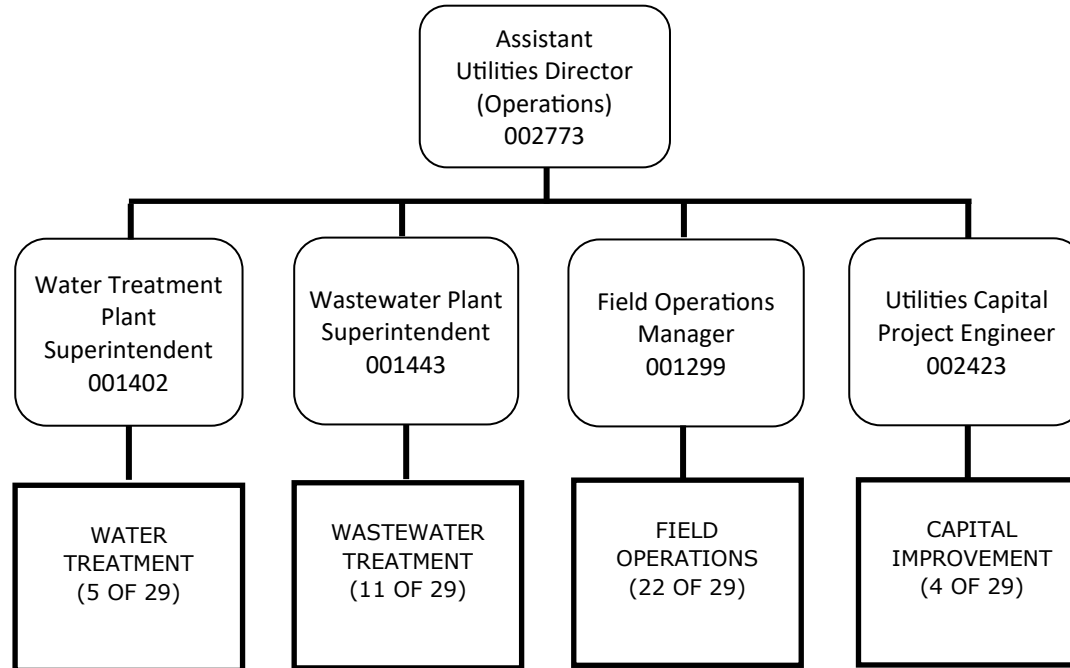 Assistant
Utilities Director
(Operations)
002773
Water Treatment
Plant
Superintendent
001402
Wastewater Plant
Superintendent
001443
Field Operations
Manager
001299
Utilities Capital
Project Engineer
002423
WATER
TREATMENT
(5 OF 29)
WASTEWATER
TREATMENT
(11 OF 29)
FIELD
OPERATIONS
(22 OF 29)
CAPITAL
IMPROVEMENT
(4 OF 29)